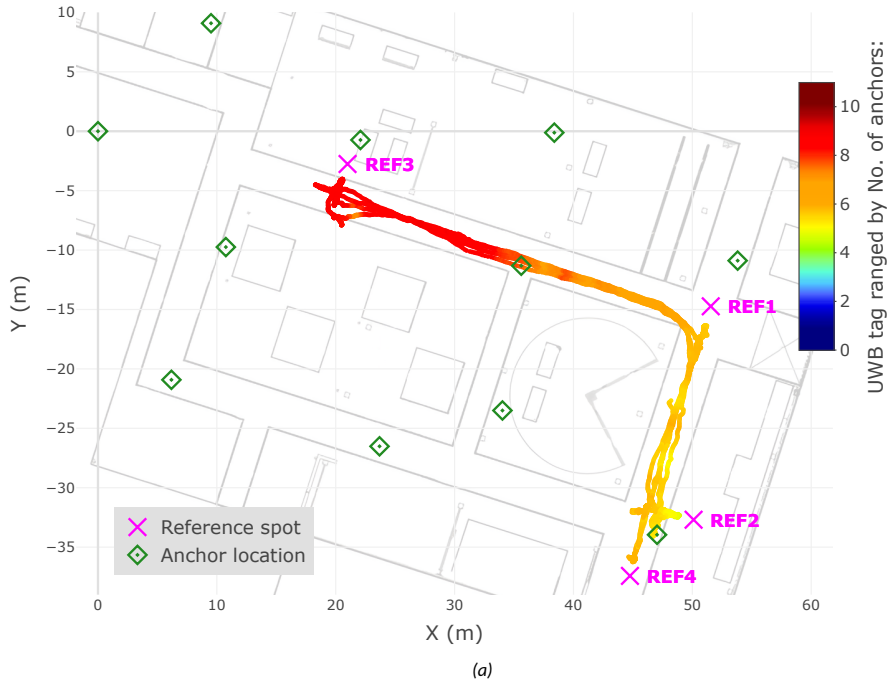 10
5
0
−5
−10
−15
−20
−25
−30
−35
Y (m)
REF3
REF1
REF2
REF4
Reference spot
Anchor location
0
10
20
30
40
50
60
X (m)
10
8
6
4
2
0
UWB tag ranged by No. of anchors:
(a)